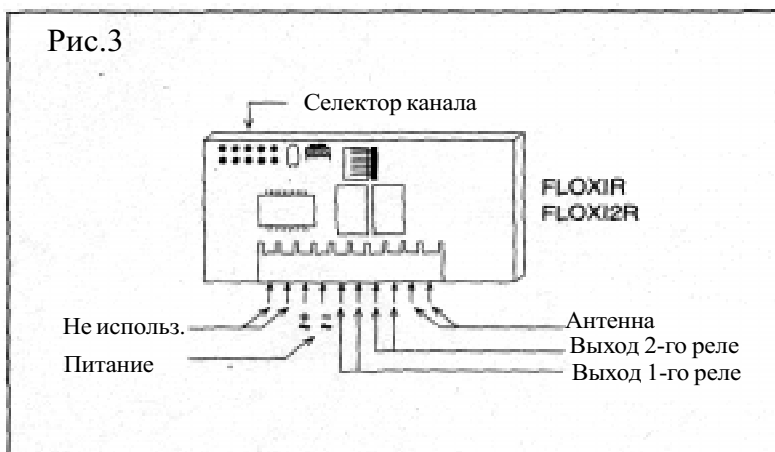 Рис.3
Селектор канала
FLOXIR
FLOXI2R
Не использ.
Антенна
Выход 2-го реле
Питание
Выход 1-го реле